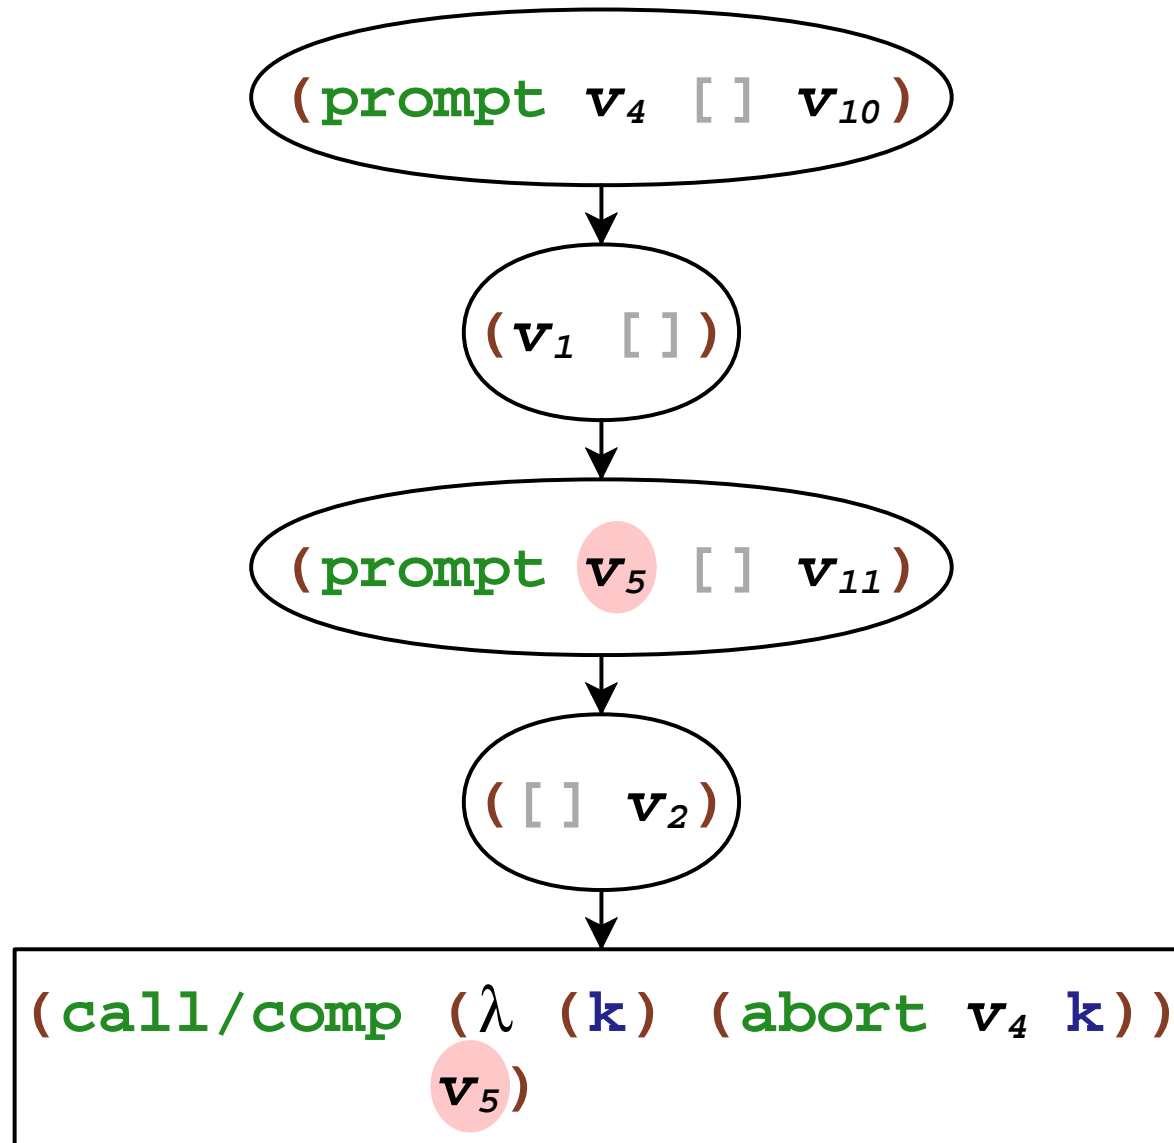 (prompt v₄ [] v₁₀)
(v₁ [])
(prompt v₅ [] v₁₁)
([] v₂)
(call/comp (λ (k) (abort v₄ k))
v₅)